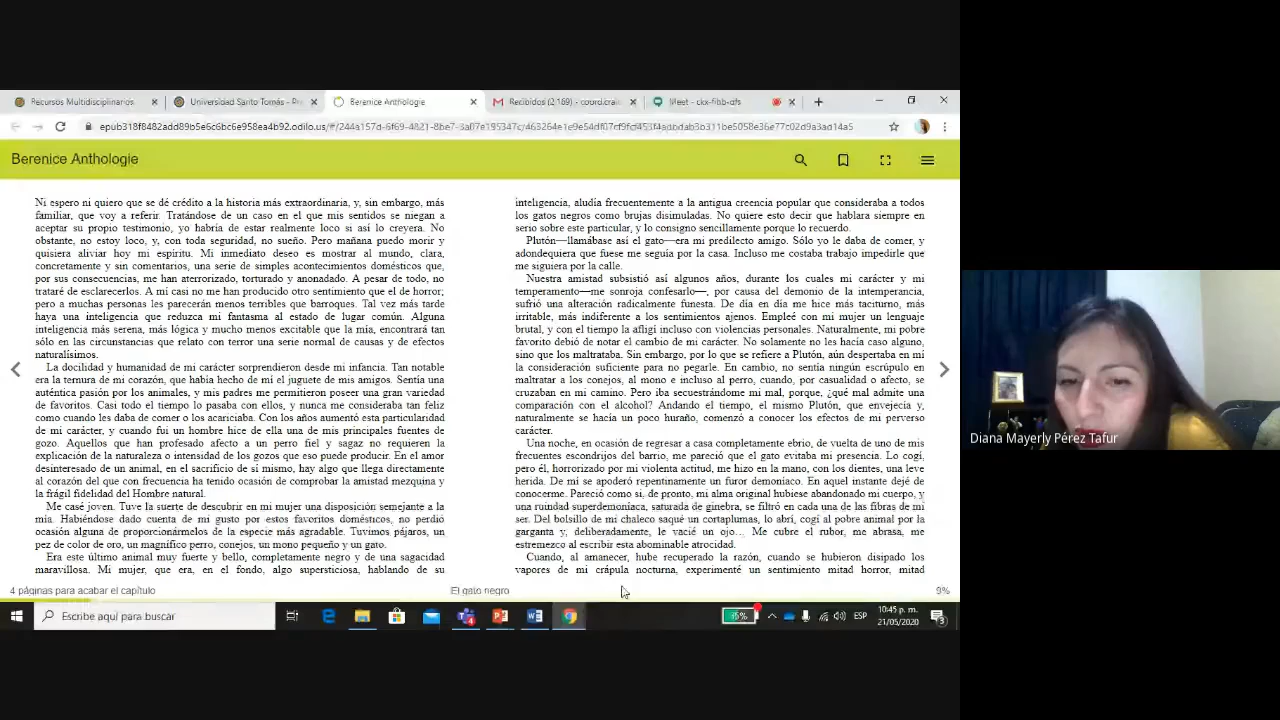 Recursos Multidisciplinarios
Universidad Santo Tomás - Pr
Berenice Anthologie
Recibidos (2.169) - coord.crai
Meet - ckx-fibb-qfs
Berenice Anthologie
Ni espero ni quiero que se dé crédito a la historia más extraordinaria, y, sin embargo, más
familiar, que voy a referir. Tratándose de un caso en el que mis sentidos se niegan a
aceptar su propio testimonio, yo habría de estar realmente loco si así lo creyera. No
obstante, no estoy loco, y, con toda seguridad, no sueño. Pero mañana puedo morir y
quisiera aliviar hoy mi espíritu. Mi inmediato deseo es mostrar al mundo, clara,
concretamente y sin comentarios, una serie de simples acontecimientos domésticos que,
por sus consecuencias, me han aterrorizado, torturado y anonadado. A pesar de todo, no
trataré de esclarecerlos. A mí casi no me han producido otro sentimiento que el de horror;
pero a muchas personas les parecerán menos terribles que barroques. Tal vez más tarde
haya una inteligencia que reduzca mi fantasma al estado de lugar común. Alguna
inteligencia más serena, más lógica y mucho menos excitable que la mía, encontrará tan
sólo en las circunstancias que relato con terror una serie normal de causas y de efectos
naturalísimos.
La docilidad y humanidad de mi carácter sorprendieron desde mi infancia. Tan notable
era la ternura de mi corazón, que había hecho de mí el juguete de mis amigos. Sentía una
auténtica pasión por los animales, y mis padres me permitieron poseer una gran variedad
de favoritos. Casi todo el tiempo lo pasaba con ellos, y nunca me consideraba tan feliz
como cuando les daba de comer o los acariciaba. Con los años aumentó esta particularidad
de mi carácter, y cuando fui un hombre hice de ella una de mis principales fuentes de
gozo. Aquellos que han profesado afecto a un perro fiel y sagaz no requieren la
explicación de la naturaleza o intensidad de los gozos que eso puede producir. En el amor
desinteresado de un animal, en el sacrificio de sí mismo, hay algo que llega directamente
al corazón del que con frecuencia ha tenido ocasión de comprobar la amistad mezquina y
la frágil fidelidad del Hombre natural.
Me casé joven. Tuve la suerte de descubrir en mi mujer una disposición semejante a la
mía. Habiéndose dado cuenta de mi gusto por estos favoritos domésticos, no perdió
ocasión alguna de proporcionármelos de la especie más agradable. Tuvimos pájaros, un
pez de color de oro, un magnífico perro, conejos, un mono pequeño y un gato.
Era este último animal muy fuerte y bello, completamente negro y de una sagacidad
maravillosa. Mi mujer, que era, en el fondo, algo supersticiosa, hablando de su
inteligencia, aludía frecuentemente a la antigua creencia popular que consideraba a todos
los gatos negros como brujas disimuladas. No quiere esto decir que hablara siempre en
serio sobre este particular, y lo consigno sencillamente porque lo recuerdo.
Plutón—llamábase así el gato—era mi predilecto amigo. Sólo yo le daba de comer, y
adondequiera que fuese me seguía por la casa. Incluso me costaba trabajo impedirle que
me siguiera por la calle.
Nuestra amistad subsistió así algunos años, durante los cuales mi carácter y mi
temperamento—me sonroja confesarlo—, por causa del demonio de la intemperancia,
sufrió una alteración radicalmente funesta. De día en día me hice más taciturno, más
irritable, más indiferente a los sentimientos ajenos. Empleé con mi mujer un lenguaje
brutal, y con el tiempo la afligí incluso con violencias personales. Naturalmente, mi pobre
favorito debió de notar el cambio de mi carácter. No solamente no les hacía caso alguno,
sino que los maltrataba. Sin embargo, por lo que se refiere a Plutón, aún despertaba en mí
la consideración suficiente para no pegarle. En cambio, no sentía ningún escrúpulo en
maltratar a los conejos, al mono e incluso al perro, cuando, por casualidad o afecto, se
cruzaban en mi camino. Pero iba secuestrándome mi mal, porque, ¿qué mal admite una
comparación con el alcohol? Andando el tiempo, el mismo Plutón, que envejecía y,
naturalmente se hacía un poco huraño, comenzó a conocer los efectos de mi perverso
carácter.
Una noche, en ocasión de regresar a casa completamente ebrio, de vuelta de uno de mis
frecuentes escondrijos del barrio, me pareció que el gato evitaba mi presencia. Lo cogí,
pero él, horrorizado por mi violenta actitud, me hizo en la mano, con los dientes, una leve
herida. De mí se apoderó repentinamente un furor demoníaco. En aquel instante dejé de
conocerme. Pareció como si, de pronto, mi alma original hubiese abandonado mi cuerpo, y
una ruindad superdemoníaca, saturada de ginebra, se filtró en cada una de las fibras de mi
ser. Del bolsillo de mi chaleco saqué un cortaplumas, lo abrí, cogí al pobre animal por la
garganta y, deliberadamente, le vacié un ojo... Me cubre el rubor, me abrasa, me
estremezco al escribir esta abominable atrocidad.
Cuando, al amanecer, hube recuperado la razón, cuando se hubieron disipado los
vapores de mi crápula nocturna, experimenté un sentimiento mitad horror, mitad
4 páginas para acabar el capítulo
El gato negro
9%
Diana Mayerly Pérez Tafur
Escribe aquí para buscar
ESP
10:45 p. m.
21/05/2020